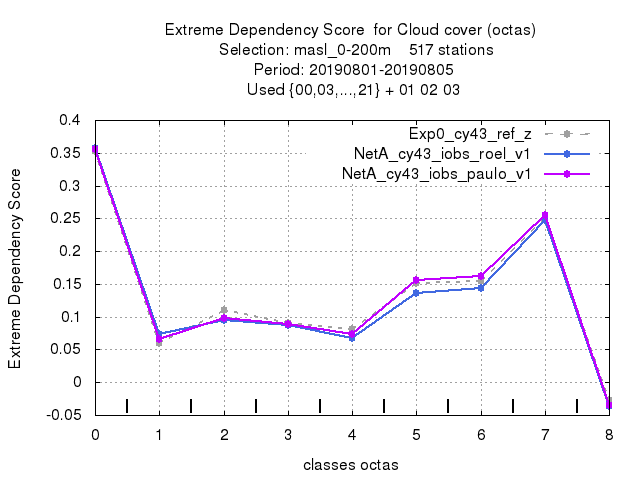 Extreme Dependency Score  for Cloud cover (octas)
Selection: masl_0-200m    517 stations
Period: 20190801-20190805
Used {00,03,...,21} + 01 02 03
Exp0_cy43_ref_z
NetA_cy43_iobs_roel_v1
NetA_cy43_iobs_paulo_v1
Extreme Dependency Score
0.4
0.35
0.3
0.25
0.2
0.15
0.1
0.05
0
-0.05
0 1 2 3 4 5 6 7 8
classes octas